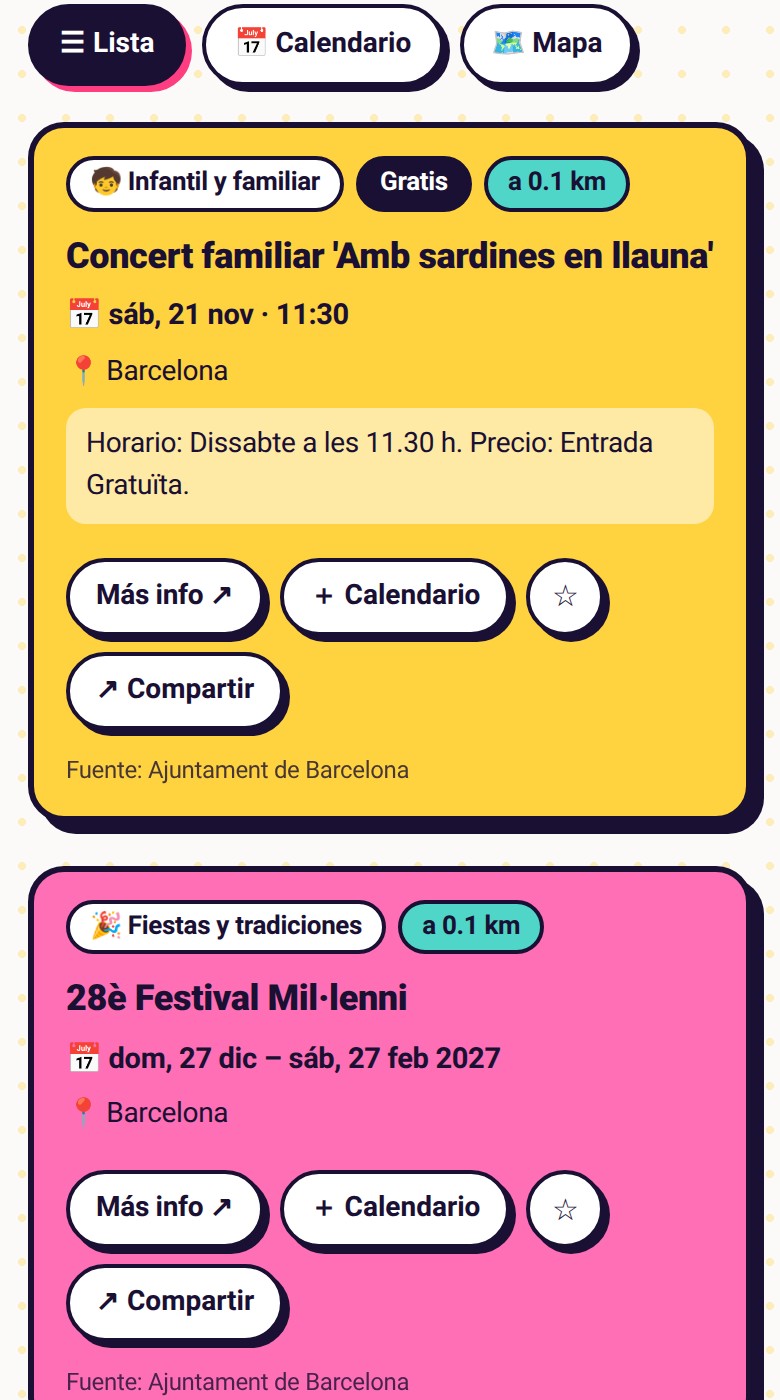 ☰ Lista
📅 Calendario
🗺️ Mapa
🧒 Infantil y familiar
Gratis
a 0.1 km
Concert familiar 'Amb sardines en llauna'
📅 sáb, 21 nov · 11:30
📍 Barcelona
Horario: Dissabte a les 11.30 h. Precio: Entrada
Gratuïta.
Más info ↗
+ Calendario
☆
↗ Compartir
Fuente: Ajuntament de Barcelona
🎉 Fiestas y tradiciones
a 0.1 km
28è Festival Mil·lenni
📅 dom, 27 dic – sáb, 27 feb 2027
📍 Barcelona
Más info ↗
+ Calendario
☆
↗ Compartir
Fuente: Ajuntament de Barcelona